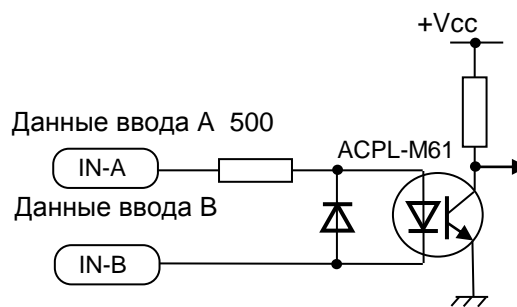 +Vcc
Данные ввода A 500
ACPL-M61
IN-A
Данные ввода B
IN-B